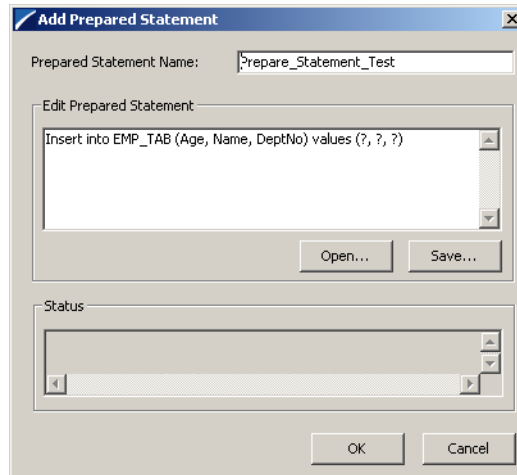 Add Prepared Statement
Prepared Statement Name: Prepare_Statement_Test
Edit Prepared Statement
Insert into EMP_TAB (Age, Name, DeptNo) values (?, ?, ?)
Open... Save...
Status
OK Cancel